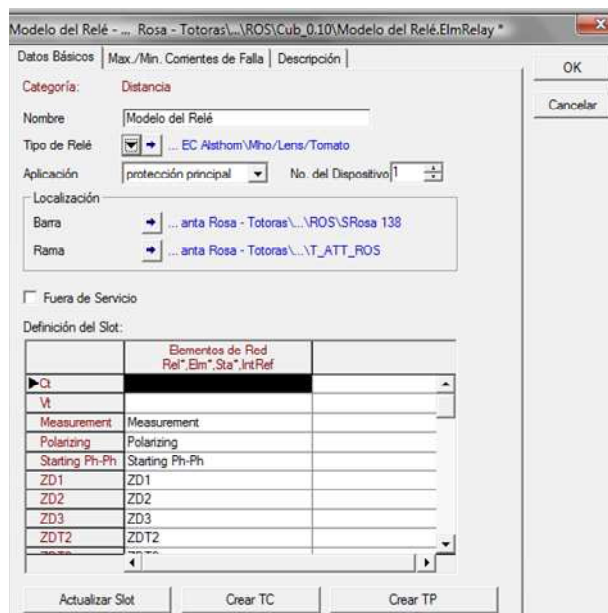 Modelo del Relé - ... Rosa - Totoras\...\ROS\Cub_0.10\Modelo del Relé.ElmRelay *
Datos Básicos Max./Min. Corrientes de Falla Descripción
OK
Cancelar
Categoría: Distancia
Nombre Modelo del Relé
Tipo de Relé ... EC Alsthom\Mho/Lens/Tomato
Aplicación protección principal No. del Dispositivo 1
Localización
Barra ... anta Rosa - Totoras\...\ROS\SRosa 138
Rama ... anta Rosa - Totoras\...\T_ATT_ROS
Fuera de Servicio
Definición del Slot:
Elementos de Red
Rel*,Elm*,Sta*,IntRef
Ct
Vt
Measurement Measurement
Polarizing Polarizing
Starting Ph-Ph Starting Ph-Ph
ZD1 ZD1
ZD2 ZD2
ZD3 ZD3
ZDT2 ZDT2
Actualizar Slot Crear TC Crear TP